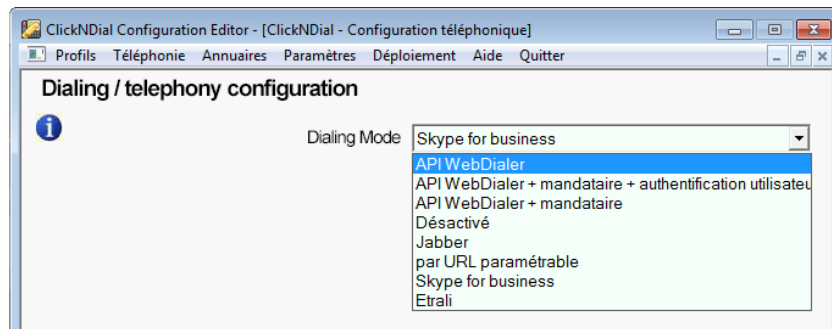 ClickNDial Configuration Editor - [ClickNDial - Configuration téléphonique]
Profils Téléphonie Annuaires Paramètres Déploiement Aide Quitter
Dialing / telephony configuration
Dialing Mode Skype for business
API WebDialer
API WebDialer + mandataire + authentification utilisateu
API WebDialer + mandataire
Désactivé
Jabber
par URL paramétrable
Skype for business
Etrali